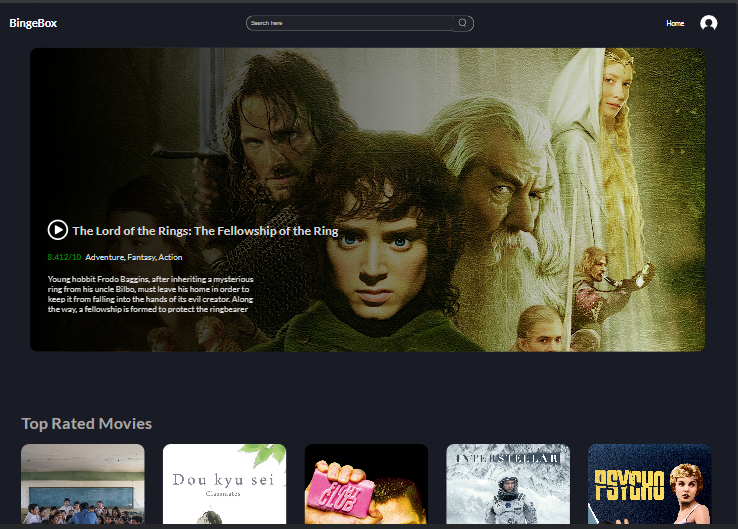 BingeBox
Search here
Home
The Lord of the Rings: The Fellowship of the Ring
8.412/10 Adventure, Fantasy, Action
Young hobbit Frodo Baggins, after inheriting a mysterious
ring from his uncle Bilbo, must leave his home in order to
keep it from falling into the hands of its evil creator. Along
the way, a fellowship is formed to protect the ringbearer
Top Rated Movies
Dou kyu sei
Classmates
CLUB
INTERSTELLAR
PSYCHO